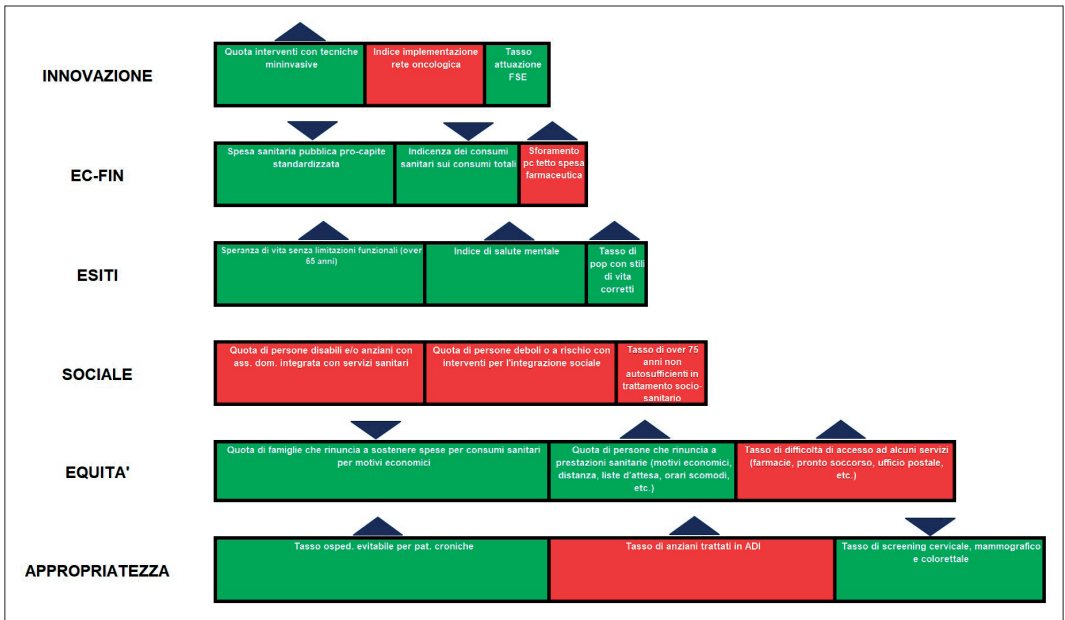 INNOVAZIONE
Quota interventi con tecniche
mininvasive
Indice implementazione
rete oncologica
Tasso
attuazione
FSE
EC-FIN
Spesa sanitaria pubblica pro-capite
standardizzata
Indicenza dei consumi
sanitari sui consumi totali
Sforamento
pc tetto spesa
farmaceutica
ESITI
Speranza di vita senza limitazioni funzionali (over
65 anni)
Indice di salute mentale
Tasso di
pop con stili
di vita
corretti
SOCIALE
Quota di persone disabili e/o anziani con
ass. dom. integrata con servizi sanitari
Quota di persone deboli o a rischio con
interventi per l'integrazione sociale
Tasso di over 75
anni non
autosufficienti in
trattamento socio-
sanitario
EQUITA'
Quota di famiglie che rinuncia a sostenere spese per consumi sanitari
per motivi economici
Quota di persone che rinuncia a
prestazioni sanitarie (motivi economici,
distanza, liste d'attesa, orari scomodi,
etc.)
Tasso di difficoltà di accesso ad alcuni servizi
(farmacie, pronto soccorso, ufficio postale,
etc.)
APPROPRIATEZZA
Tasso osped. evitabile per pat. croniche
Tasso di anziani trattati in ADI
Tasso di screening cervicale, mammografico
e colorettale